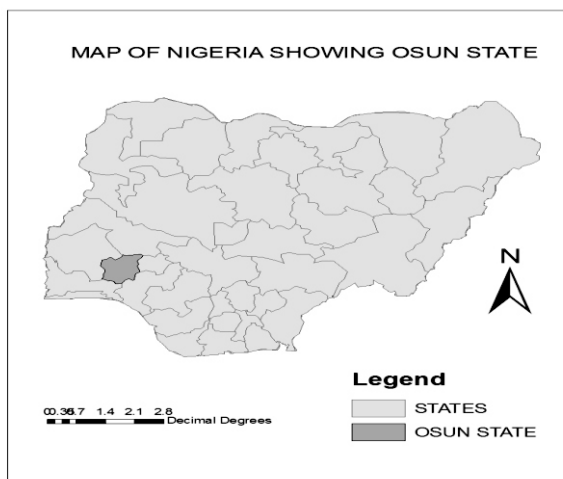 MAP OF NIGERIA SHOWING OSUN STATE
N
Legend
STATES
OSUN STATE
1.4 2.1 2.8
Decimal Degrees